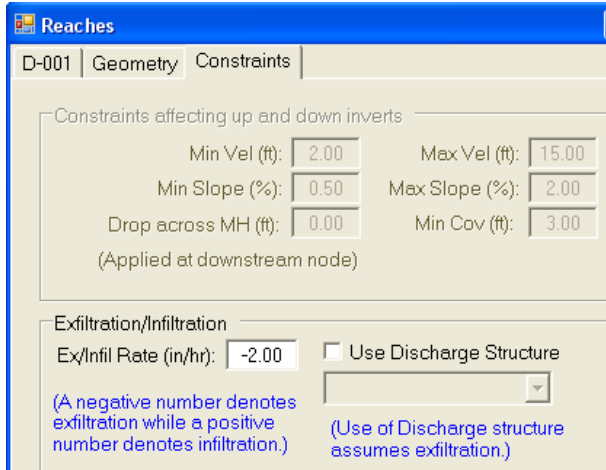 Reaches
D-001 Geometry Constraints
Constraints affecting up and down inverts
Min Vel (ft): 2.00 Max Vel (ft): 15.00
Min Slope (%): 0.50 Max Slope (%): 2.00
Drop across MH (ft): 0.00 Min Cov (ft): 3.00
(Applied at downstream node)
Exfiltration/Infiltration
Ex/Infil Rate (in/hr): -2.00 Use Discharge Structure
(A negative number denotes
exfiltration while a positive
number denotes infiltration.)
(Use of Discharge structure
assumes exfiltration.)